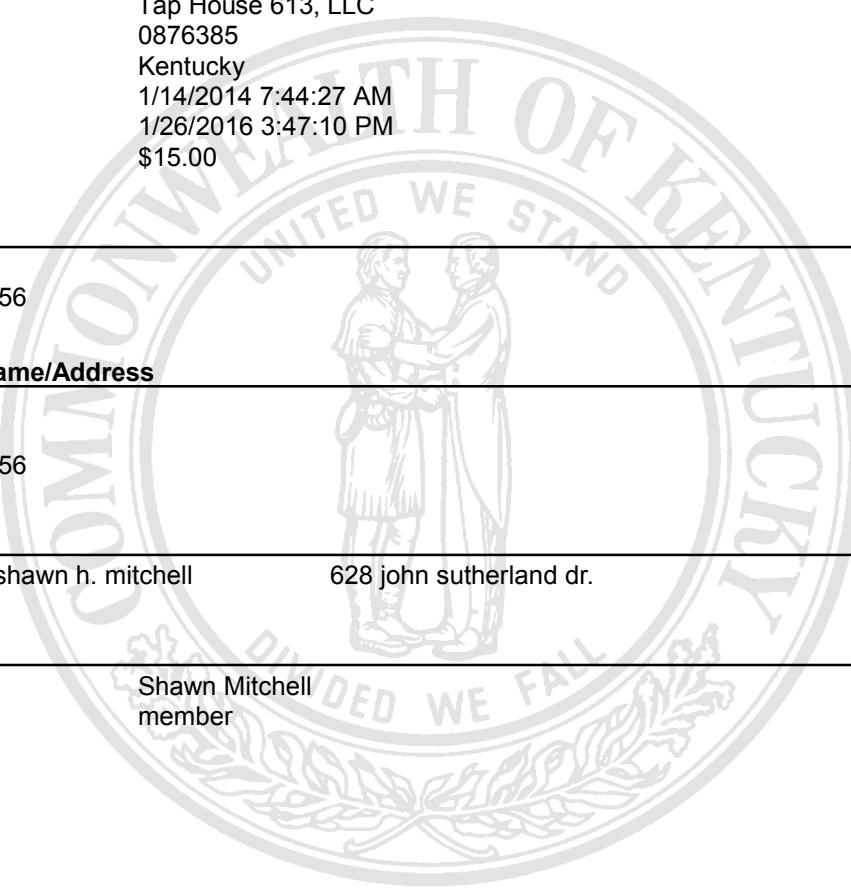 Tap House 613, LLC
0876385
Kentucky
1/14/2014 7:44:27 AM
1/26/2016 3:47:10 PM
$15.00
COMMONWEALTH OF KENTUCKY
UNITED WE STAND
56
ame/Address
56
shawn h. mitchell 628 john sutherland dr.
DIVIDED WE FALL
Shawn Mitchell
member